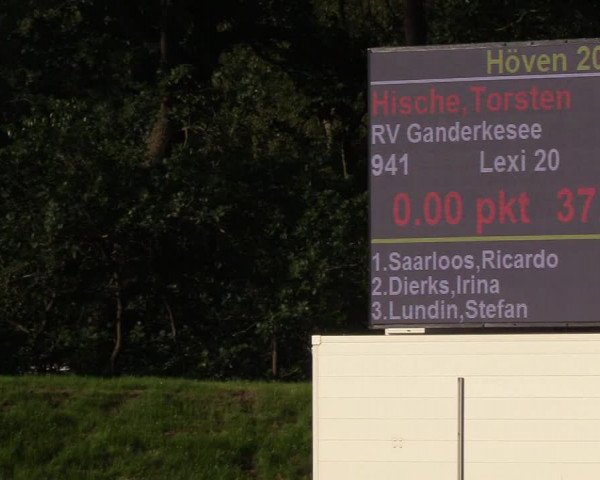 Höven 20
Hische,Torsten
RV Ganderkesee
941 Lexi 20
0.00 pkt 37
1.Saarloos,Ricardo
2.Dierks,Irina
3.Lundin,Stefan